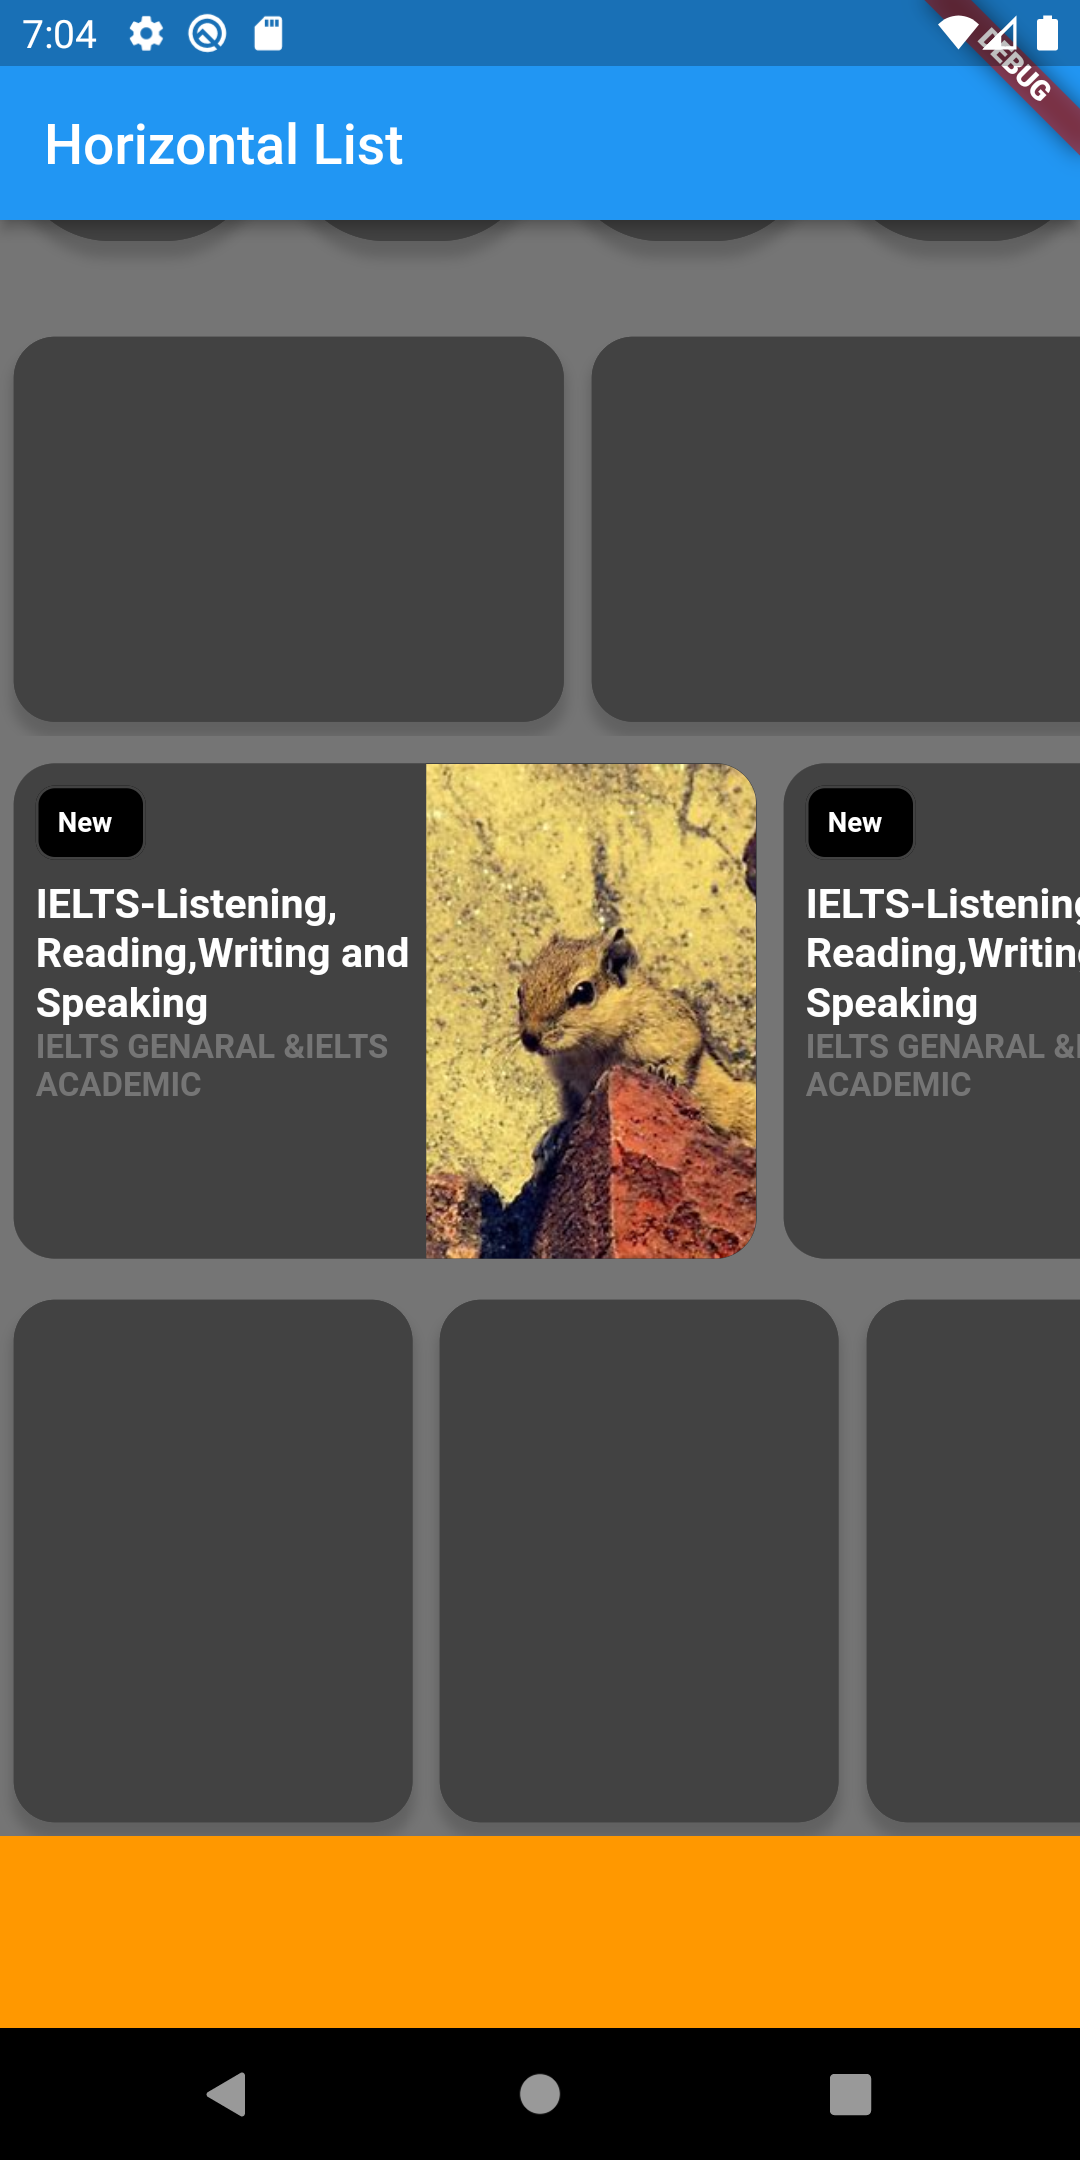 7:04
DEBUG
Horizontal List
New
IELTS-Listening,
Reading,Writing and
Speaking
IELTS GENARAL &IELTS
ACADEMIC
New
IELTS-Listening
Reading,Writing
Speaking
IELTS GENARAL &I
ACADEMIC